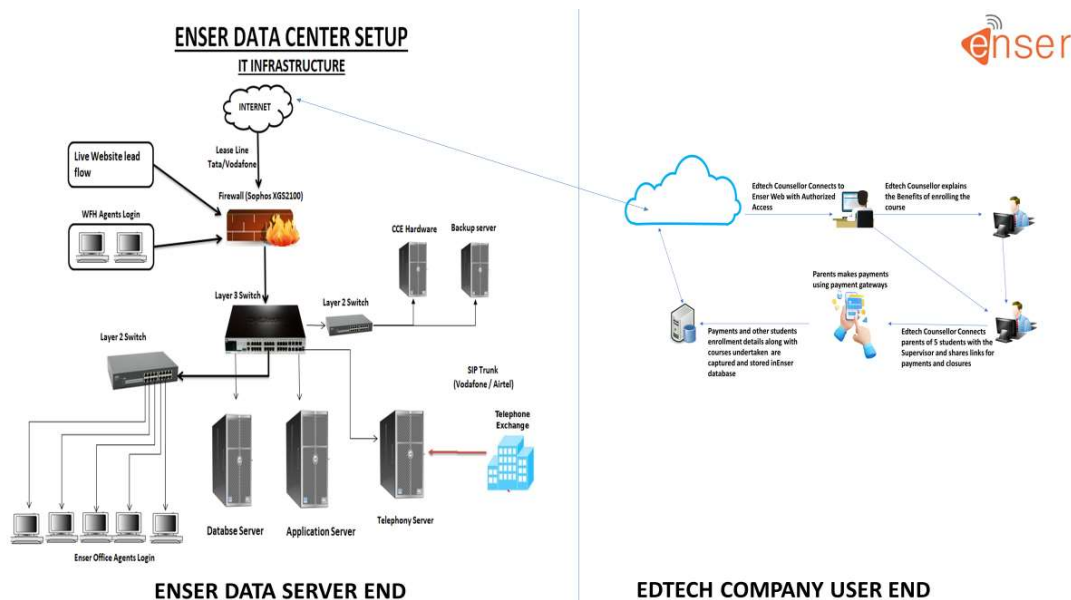 ENSER DATA CENTER SETUP
IT INFRASTRUCTURE
INTERNET
Lease Line
Tata/Vodafone
Live Website lead
flow
Firewall (Sophos XGS2100)
WFH Agents Login
CCE Hardware
Backup server
Layer 3 Switch
Layer 2 Switch
Layer 2 Switch
SIP Trunk
(Vodafone / Airtel)
Telephone
Exchange
Databse Server
Application Server
Telephony Server
Enser Office Agents Login
ENSER DATA SERVER END
enser
Edtech Counsellor Connects to
Enser Web with Authorized
Access
Edtech Counsellor explains
the Benefits of enrolling the
course
Parents makes payments
using payment gateways
Payments and other students
enrollment details along with
courses undertaken are
captured and stored inEnser
database
Edtech Counsellor Connects
parents of 5 students with the
Supervisor and shares links for
payments and closures
EDTECH COMPANY USER END